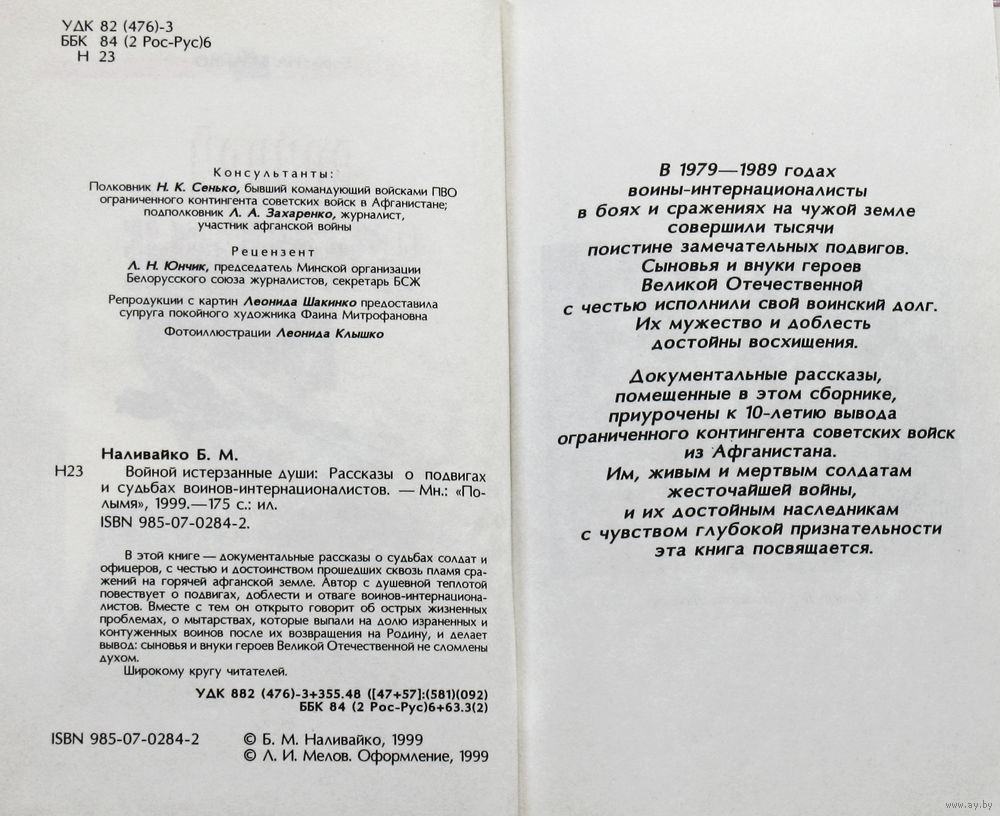 УДК 82 (476)-3
ББК 84 (2 Рос-Рус)6
Н 23
Консультанты:
Полковник Н. К. Сенько, бывший командующий войсками ПВО
ограниченного контингента советских войск в Афганистане;
подполковник Л. А. Захаренко, журналист,
участник афганской войны
Рецензент
Л. Н. Юнчик, председатель Минской организации
Белорусского союза журналистов, секретарь БСЖ
Репродукции с картин Леонида Шакинко предоставила
супруга покойного художника Фаина Митрофановна
Фотоиллюстрации Леонида Клышко
Наливайко Б. М.
Н23 Войной истерзанные души: Рассказы о подвигах
и судьбах воинов-интернационалистов. — Мн.: «По-
лымя», 1999.—175 с.: ил.
ISBN 985-07-0284-2.
В этой книге — документальные рассказы о судьбах солдат и
офицеров, с честью и достоинством прошедших сквозь пламя сра-
жений на горячей афганской земле. Автор с душевной теплотой
повествует о подвигах, доблести и отваге воинов-интернациона-
листов. Вместе с тем он открыто говорит об острых жизненных
проблемах, о мытарствах, которые выпали на долю израненных и
контуженных воинов после их возвращения на Родину, и делает
вывод: сыновья и внуки героев Великой Отечественной не сломлены
духом.
Широкому кругу читателей.
УДК 882 (476)-3+355.48 ([47+57]:(581)(092)
ББК 84 (2 Рос-Рус)6+63.3(2)
ISBN 985-07-0284-2
© Б. М. Наливайко, 1999
© Л. И. Мелов. Оформление, 1999
В 1979—1989 годах
воины-интернационалисты
в боях и сражениях на чужой земле
совершили тысячи
поистине замечательных подвигов.
Сыновья и внуки героев
Великой Отечественной
с честью исполнили свой воинский долг.
Их мужество и доблесть
достойны восхищения.
Документальные рассказы,
помещенные в этом сборнике,
приурочены к 10-летию вывода
ограниченного контингента советских войск
из Афганистана.
Им, живым и мертвым солдатам
жесточайшей войны,
и их достойным наследникам
с чувством глубокой признательности
эта книга посвящается.
www.ay.by